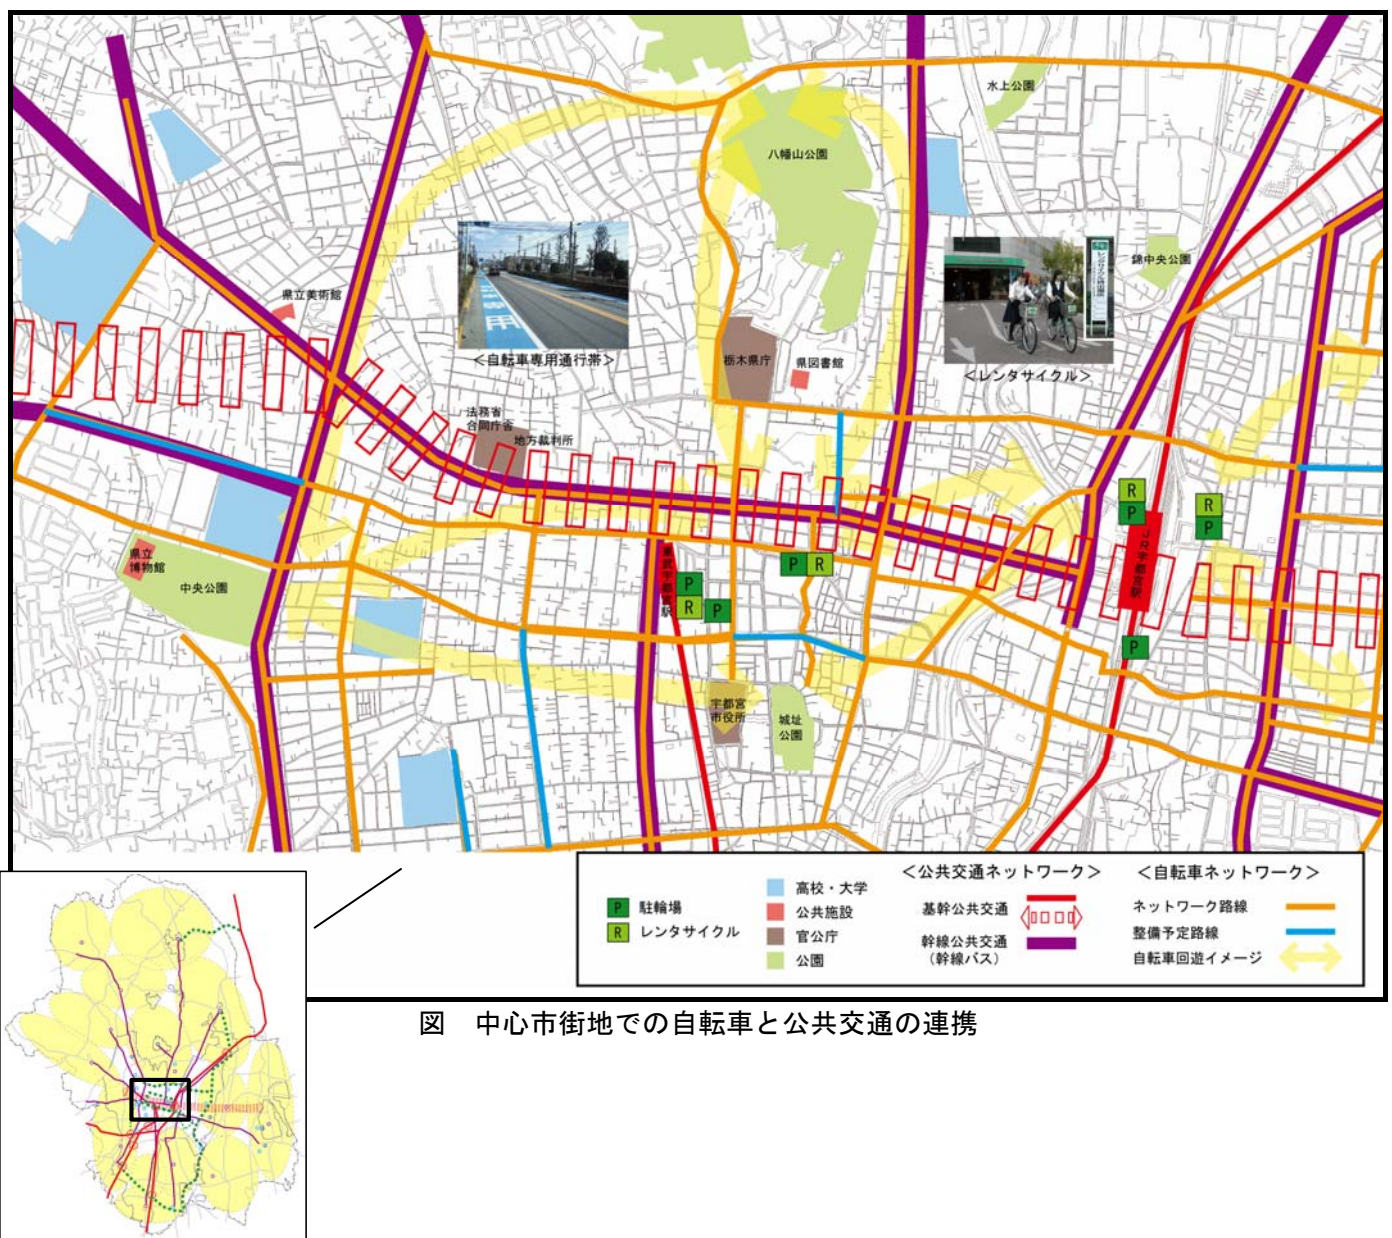 水上公園
八幡山公園
錦中央公園
県立美術館
<自転車専用通行帯>
栃木県庁
県図書館
<レンタサイクル>
法務省
合同庁舎
地方裁判所
R
P
R
P
JR宇都宮駅
東武宇都宮駅
P
R
P
R
P
P
県立
博物館
中央公園
宇都宮
市役所
城址
公園
P 駐輪場
R レンタサイクル
高校・大学
公共施設
官公庁
公園
<公共交通ネットワーク>
基幹公共交通
幹線公共交通
(幹線バス)
<自転車ネットワーク>
ネットワーク路線
整備予定路線
自転車回遊イメージ
図 中心市街地での自転車と公共交通の連携